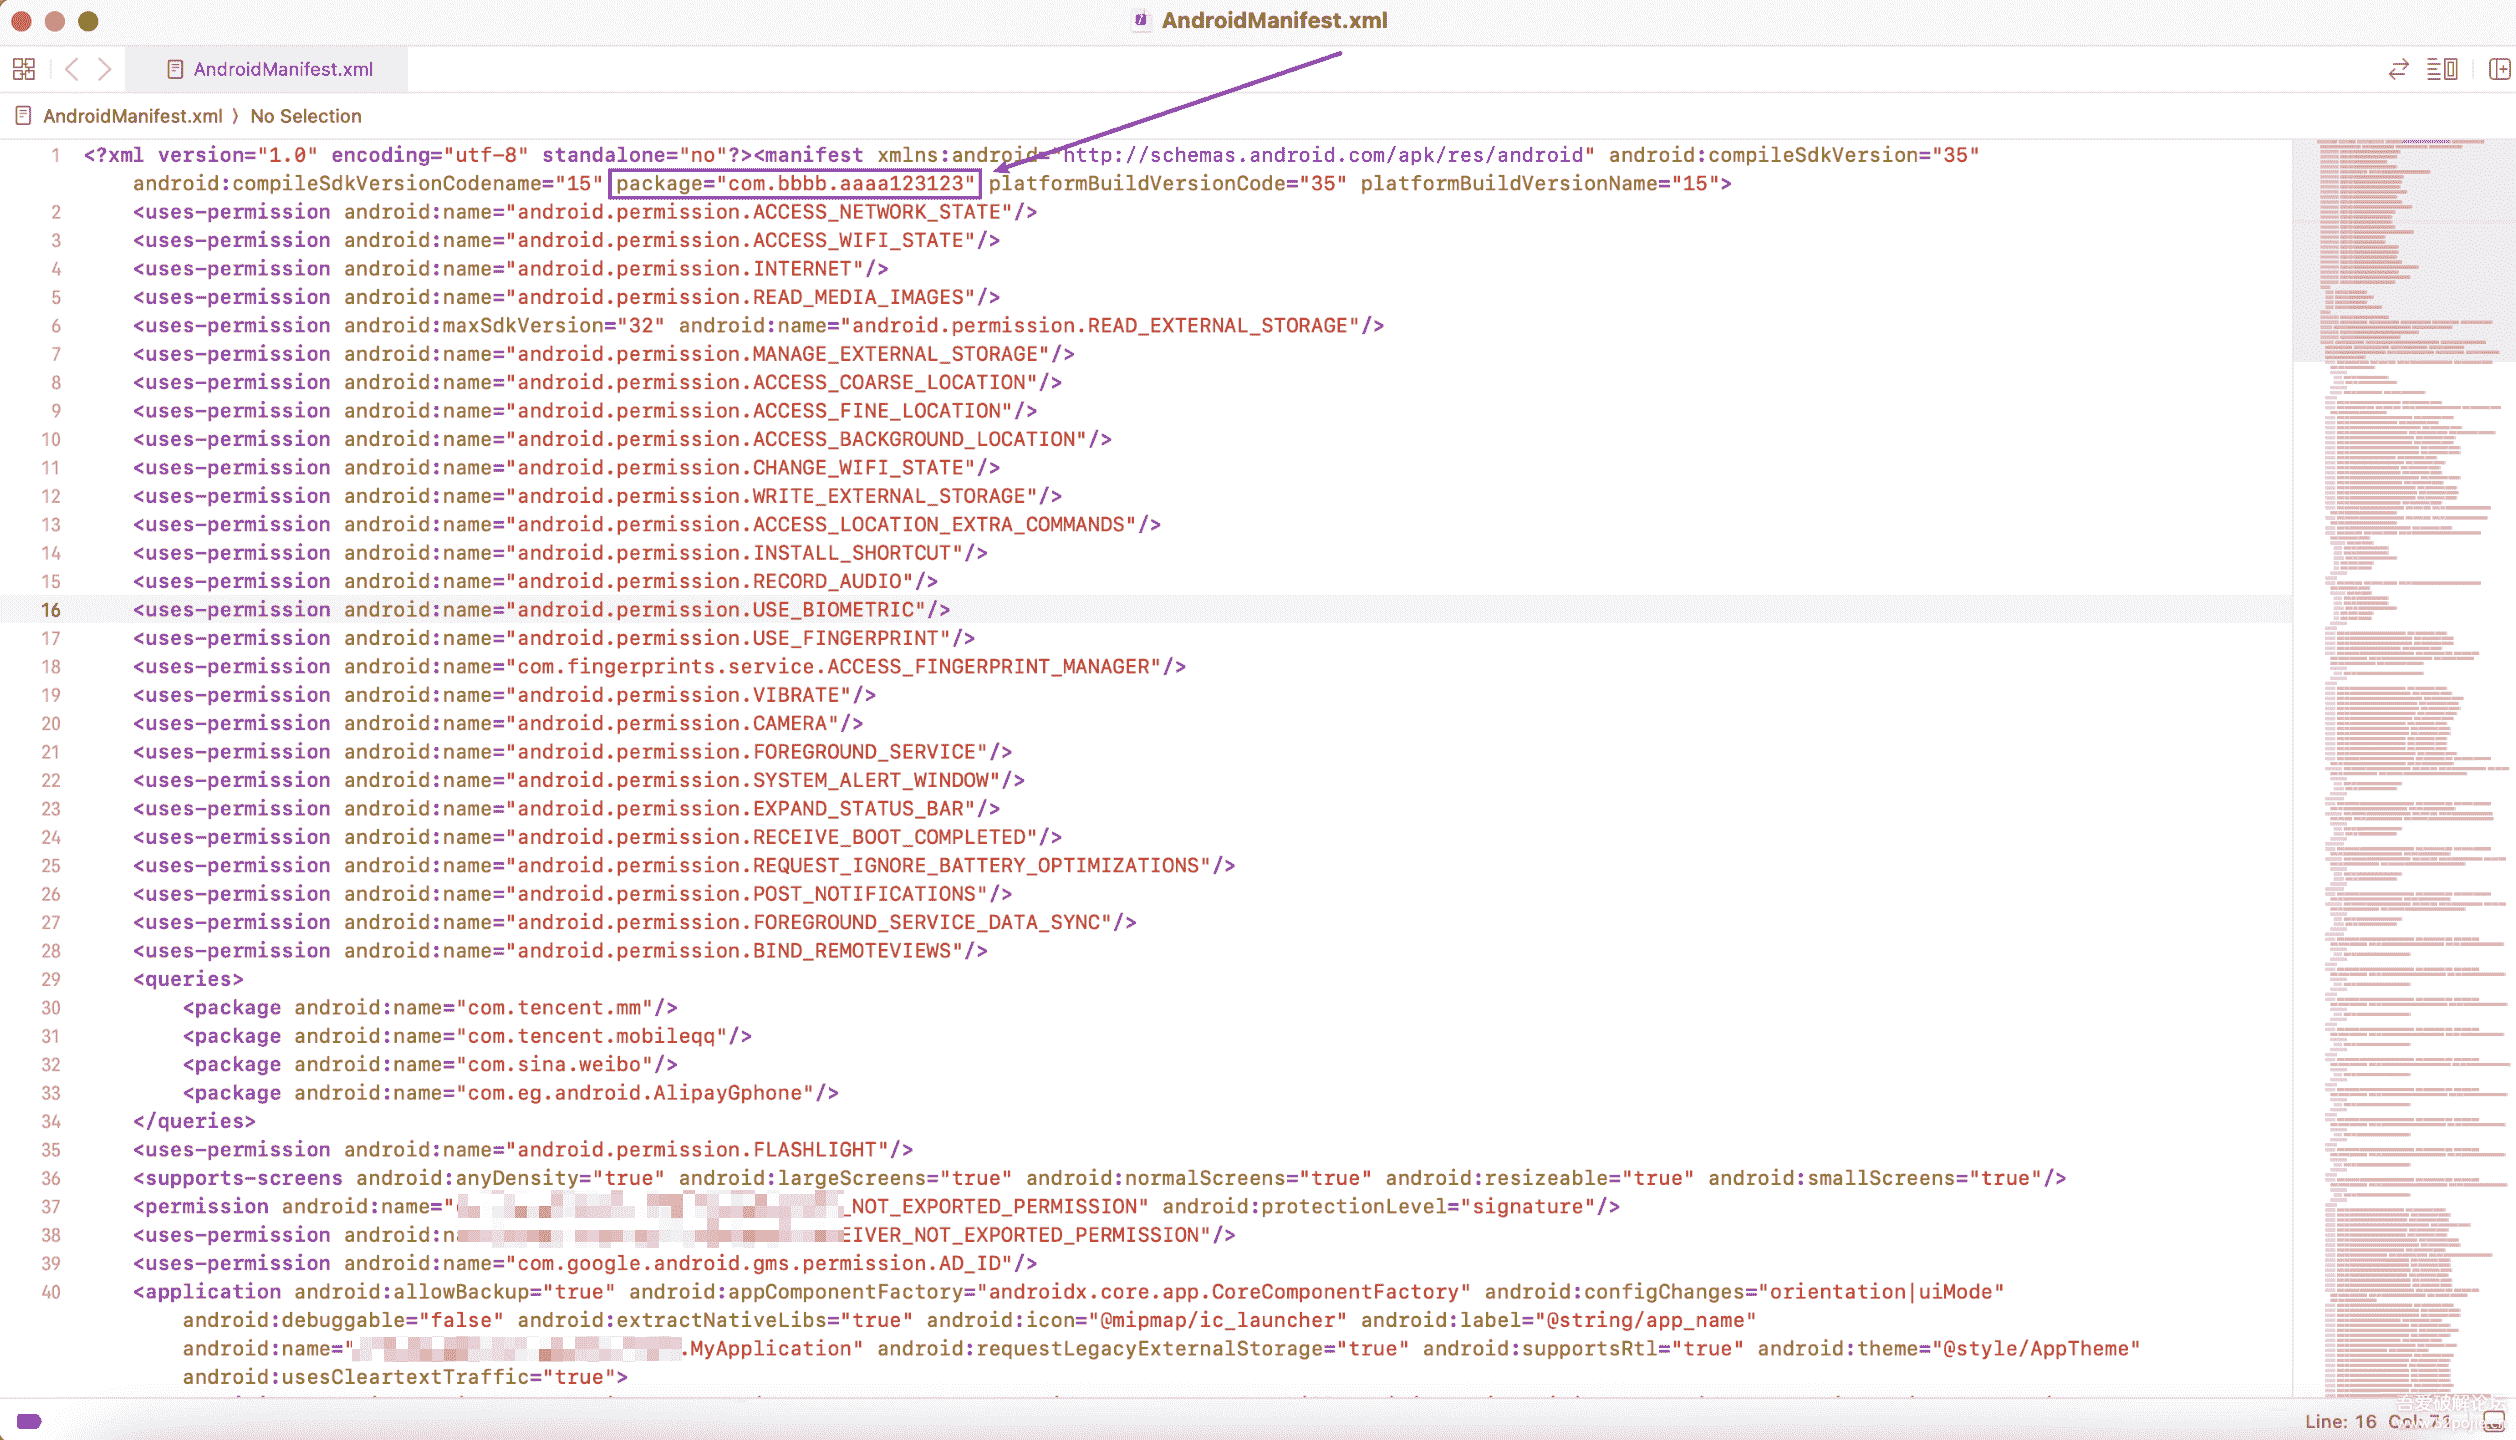 AndroidManifest.xml
AndroidManifest.xml
AndroidManifest.xml 〉 No Selection
1 <?xml version="1.0" encoding="utf-8" standalone="no"?><manifest xmlns:android="http://schemas.android.com/apk/res/android" android:compileSdkVersion="35"
android:compileSdkVersionCodename="15" package="com.bbbb.aaaa123123" platformBuildVersionCode="35" platformBuildVersionName="15">
2 <uses-permission android:name="android.permission.ACCESS_NETWORK_STATE"/>
3 <uses-permission android:name="android.permission.ACCESS_WIFI_STATE"/>
4 <uses-permission android:name="android.permission.INTERNET"/>
5 <uses-permission android:name="android.permission.READ_MEDIA_IMAGES"/>
6 <uses-permission android:maxSdkVersion="32" android:name="android.permission.READ_EXTERNAL_STORAGE"/>
7 <uses-permission android:name="android.permission.MANAGE_EXTERNAL_STORAGE"/>
8 <uses-permission android:name="android.permission.ACCESS_COARSE_LOCATION"/>
9 <uses-permission android:name="android.permission.ACCESS_FINE_LOCATION"/>
10 <uses-permission android:name="android.permission.ACCESS_BACKGROUND_LOCATION"/>
11 <uses-permission android:name="android.permission.CHANGE_WIFI_STATE"/>
12 <uses-permission android:name="android.permission.WRITE_EXTERNAL_STORAGE"/>
13 <uses-permission android:name="android.permission.ACCESS_LOCATION_EXTRA_COMMANDS"/>
14 <uses-permission android:name="android.permission.INSTALL_SHORTCUT"/>
15 <uses-permission android:name="android.permission.RECORD_AUDIO"/>
16 <uses-permission android:name="android.permission.USE_BIOMETRIC"/>
17 <uses-permission android:name="android.permission.USE_FINGERPRINT"/>
18 <uses-permission android:name="com.fingerprints.service.ACCESS_FINGERPRINT_MANAGER"/>
19 <uses-permission android:name="android.permission.VIBRATE"/>
20 <uses-permission android:name="android.permission.CAMERA"/>
21 <uses-permission android:name="android.permission.FOREGROUND_SERVICE"/>
22 <uses-permission android:name="android.permission.SYSTEM_ALERT_WINDOW"/>
23 <uses-permission android:name="android.permission.EXPAND_STATUS_BAR"/>
24 <uses-permission android:name="android.permission.RECEIVE_BOOT_COMPLETED"/>
25 <uses-permission android:name="android.permission.REQUEST_IGNORE_BATTERY_OPTIMIZATIONS"/>
26 <uses-permission android:name="android.permission.POST_NOTIFICATIONS"/>
27 <uses-permission android:name="android.permission.FOREGROUND_SERVICE_DATA_SYNC"/>
28 <uses-permission android:name="android.permission.BIND_REMOTEVIEWS"/>
29 <queries>
30 <package android:name="com.tencent.mm"/>
31 <package android:name="com.tencent.mobileqq"/>
32 <package android:name="com.sina.weibo"/>
33 <package android:name="com.eg.android.AlipayGphone"/>
34 </queries>
35 <uses-permission android:name="android.permission.FLASHLIGHT"/>
36 <supports-screens android:anyDensity="true" android:largeScreens="true" android:normalScreens="true" android:resizeable="true" android:smallScreens="true"/>
37 <permission android:name=" _NOT_EXPORTED_PERMISSION" android:protectionLevel="signature"/>
38 <uses-permission android:n EIVER_NOT_EXPORTED_PERMISSION"/>
39 <uses-permission android:name="com.google.android.gms.permission.AD_ID"/>
40 <application android:allowBackup="true" android:appComponentFactory="androidx.core.app.CoreComponentFactory" android:configChanges="orientation|uiMode"
android:debuggable="false" android:extractNativeLibs="true" android:icon="@mipmap/ic_launcher" android:label="@string/app_name"
android:name=" .MyApplication" android:requestLegacyExternalStorage="true" android:supportsRtl="true" android:theme="@style/AppTheme"
android:usesCleartextTraffic="true">
吾爱破解论坛
Line: 16 Col: 71